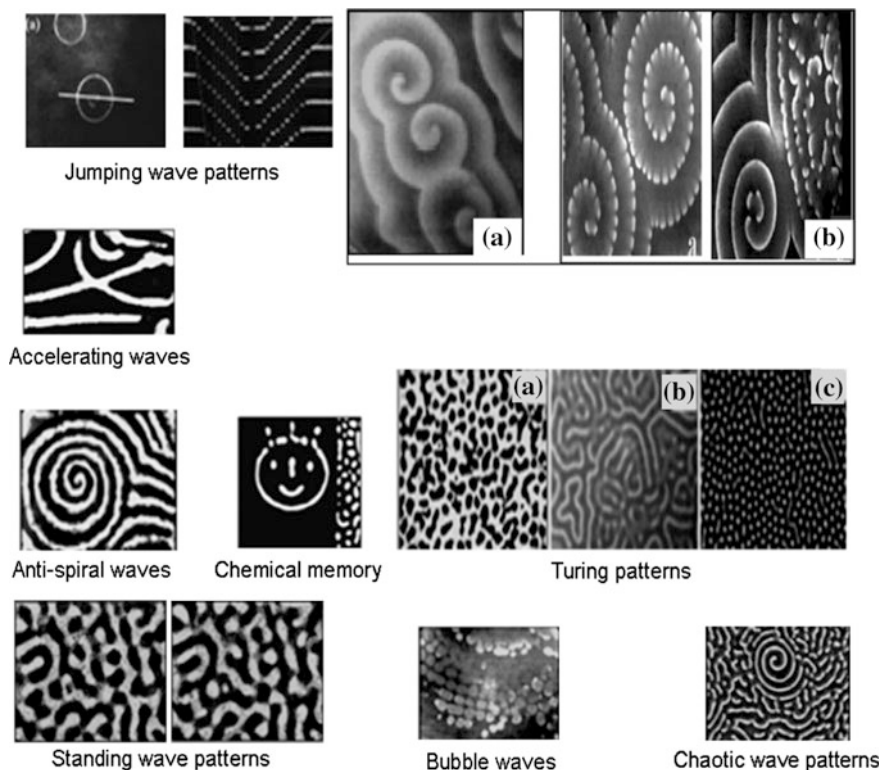 (a)
Jumping wave patterns
(a)
(b)
Accelerating waves
(a)
(b)
(c)
Anti-spiral waves
Chemical memory
Turing patterns
Standing wave patterns
Bubble waves
Chaotic wave patterns